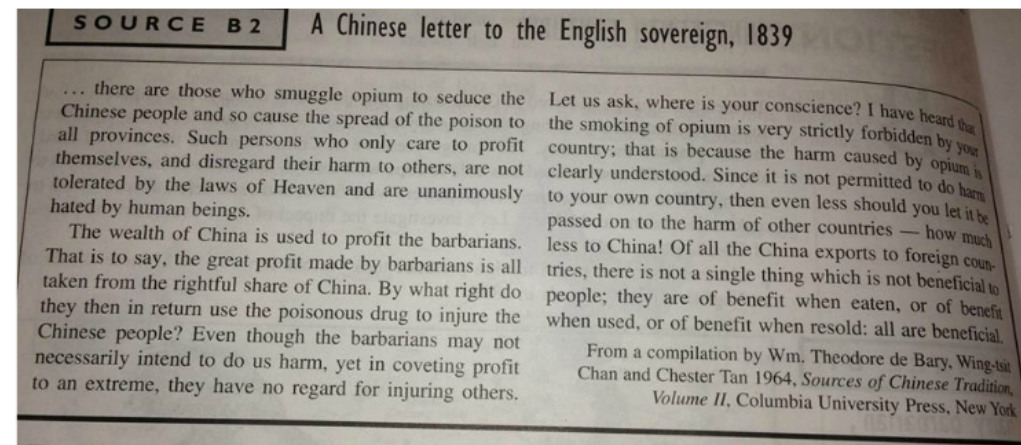 SOURCE B2
A Chinese letter to the English sovereign, 1839
... there are those who smuggle opium to seduce the
Chinese people and so cause the spread of the poison to
all provinces. Such persons who only care to profit
themselves, and disregard their harm to others, are not
tolerated by the laws of Heaven and are unanimously
hated by human beings.
The wealth of China is used to profit the barbarians.
That is to say, the great profit made by barbarians is all
taken from the rightful share of China. By what right do
they then in return use the poisonous drug to injure the
Chinese people? Even though the barbarians may not
necessarily intend to do us harm, yet in coveting profit
to an extreme, they have no regard for injuring others.
Let us ask, where is your conscience? I have heard that
the smoking of opium is very strictly forbidden by your
country; that is because the harm caused by opium is
clearly understood. Since it is not permitted to do harm
to your own country, then even less should you let it be
passed on to the harm of other countries — how much
less to China! Of all the China exports to foreign coun-
tries, there is not a single thing which is not beneficial to
people; they are of benefit when eaten, or of benefit
when used, or of benefit when resold: all are beneficial.
From a compilation by Wm. Theodore de Bary, Wing-tsit
Chan and Chester Tan 1964, Sources of Chinese Tradition,
Volume II, Columbia University Press, New York